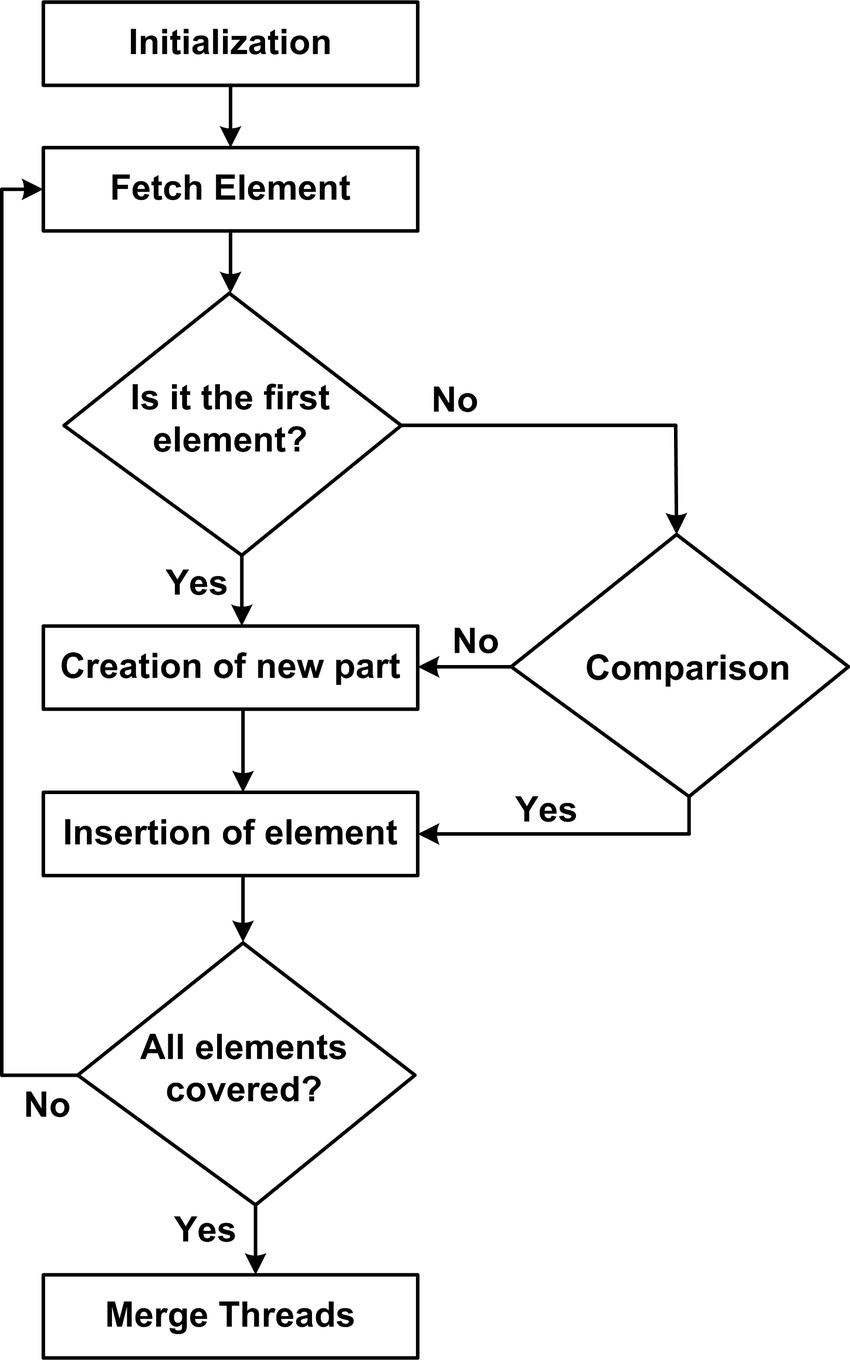 Initialization
Fetch Element
Is it the first
element?
No
Yes
Creation of new part
No
Comparison
Insertion of element
Yes
All elements
covered?
No
Yes
Merge Threads